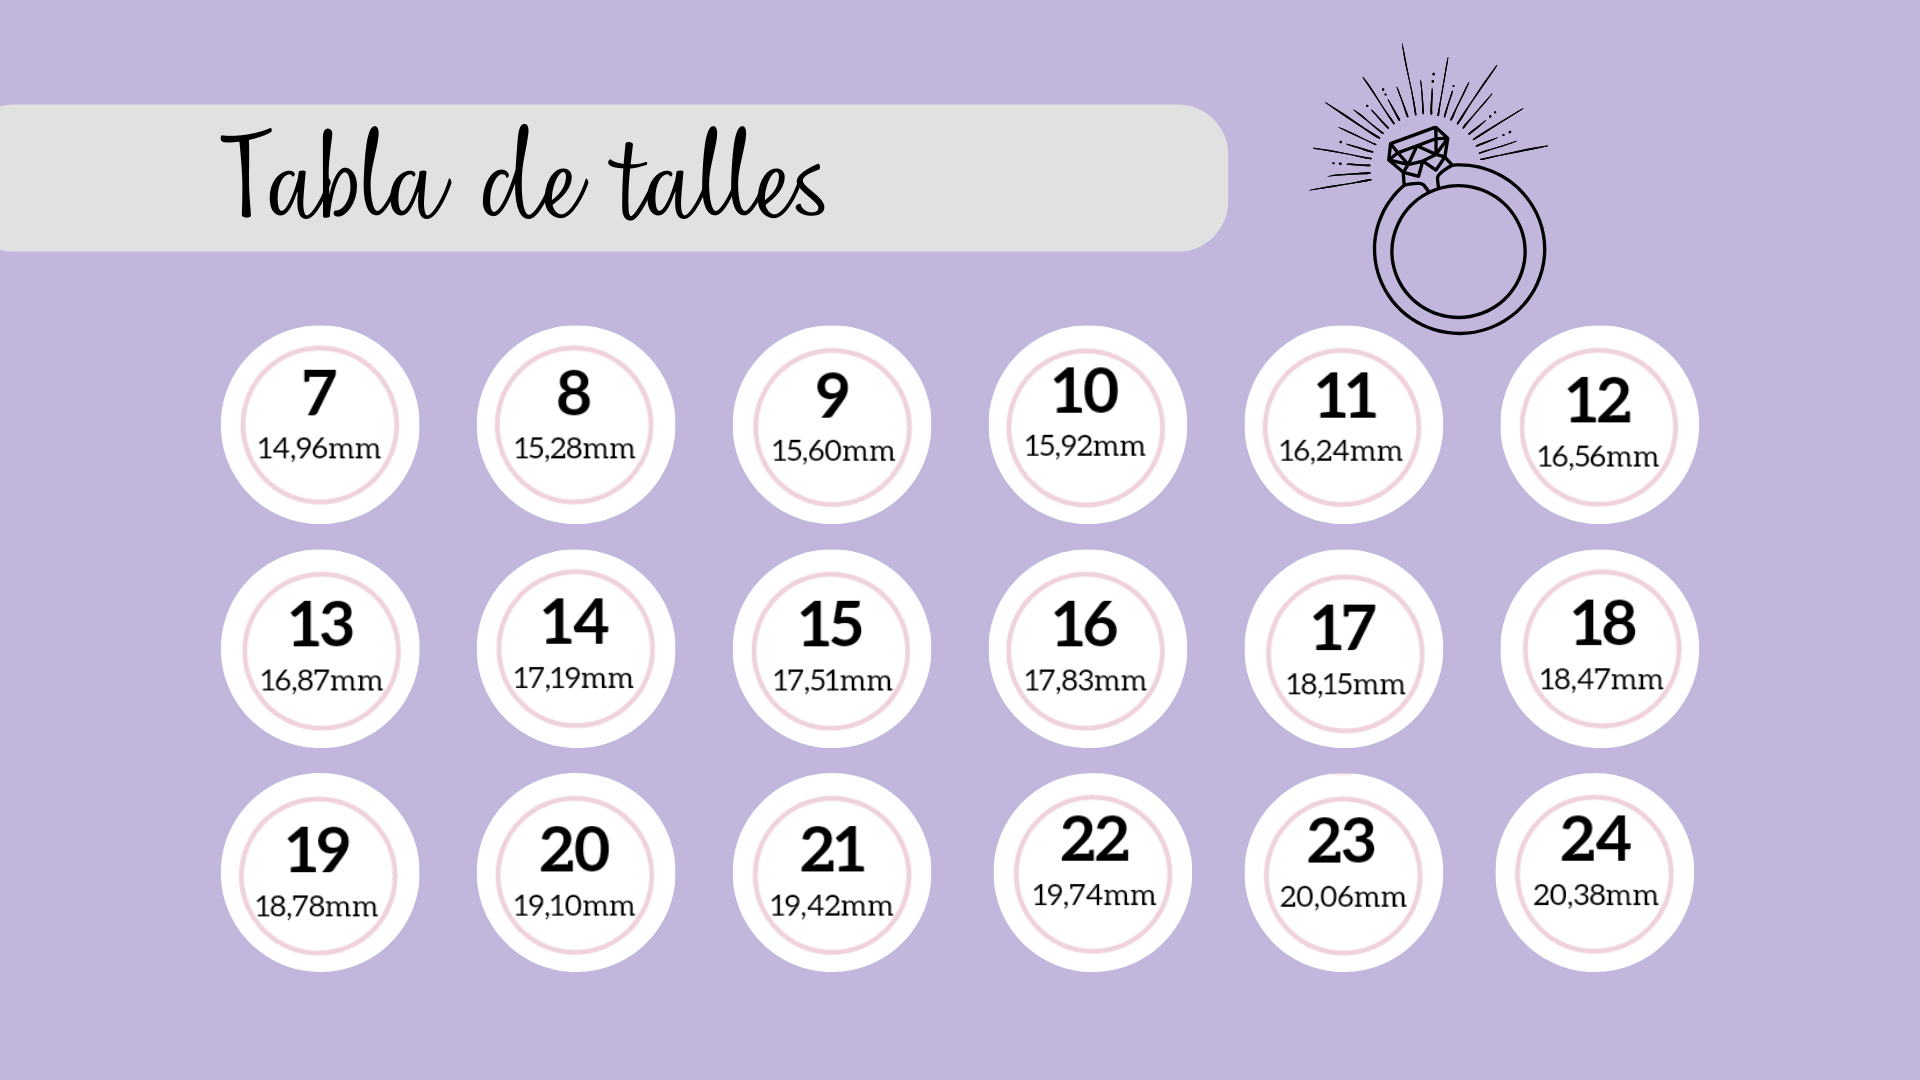 Tabla de talles
7
14,96mm
8
15,28mm
9
15,60mm
10
15,92mm
11
16,24mm
12
16,56mm
13
16,87mm
14
17,19mm
15
17,51mm
16
17,83mm
17
18,15mm
18
18,47mm
19
18,78mm
20
19,10mm
21
19,42mm
22
19,74mm
23
20,06mm
24
20,38mm